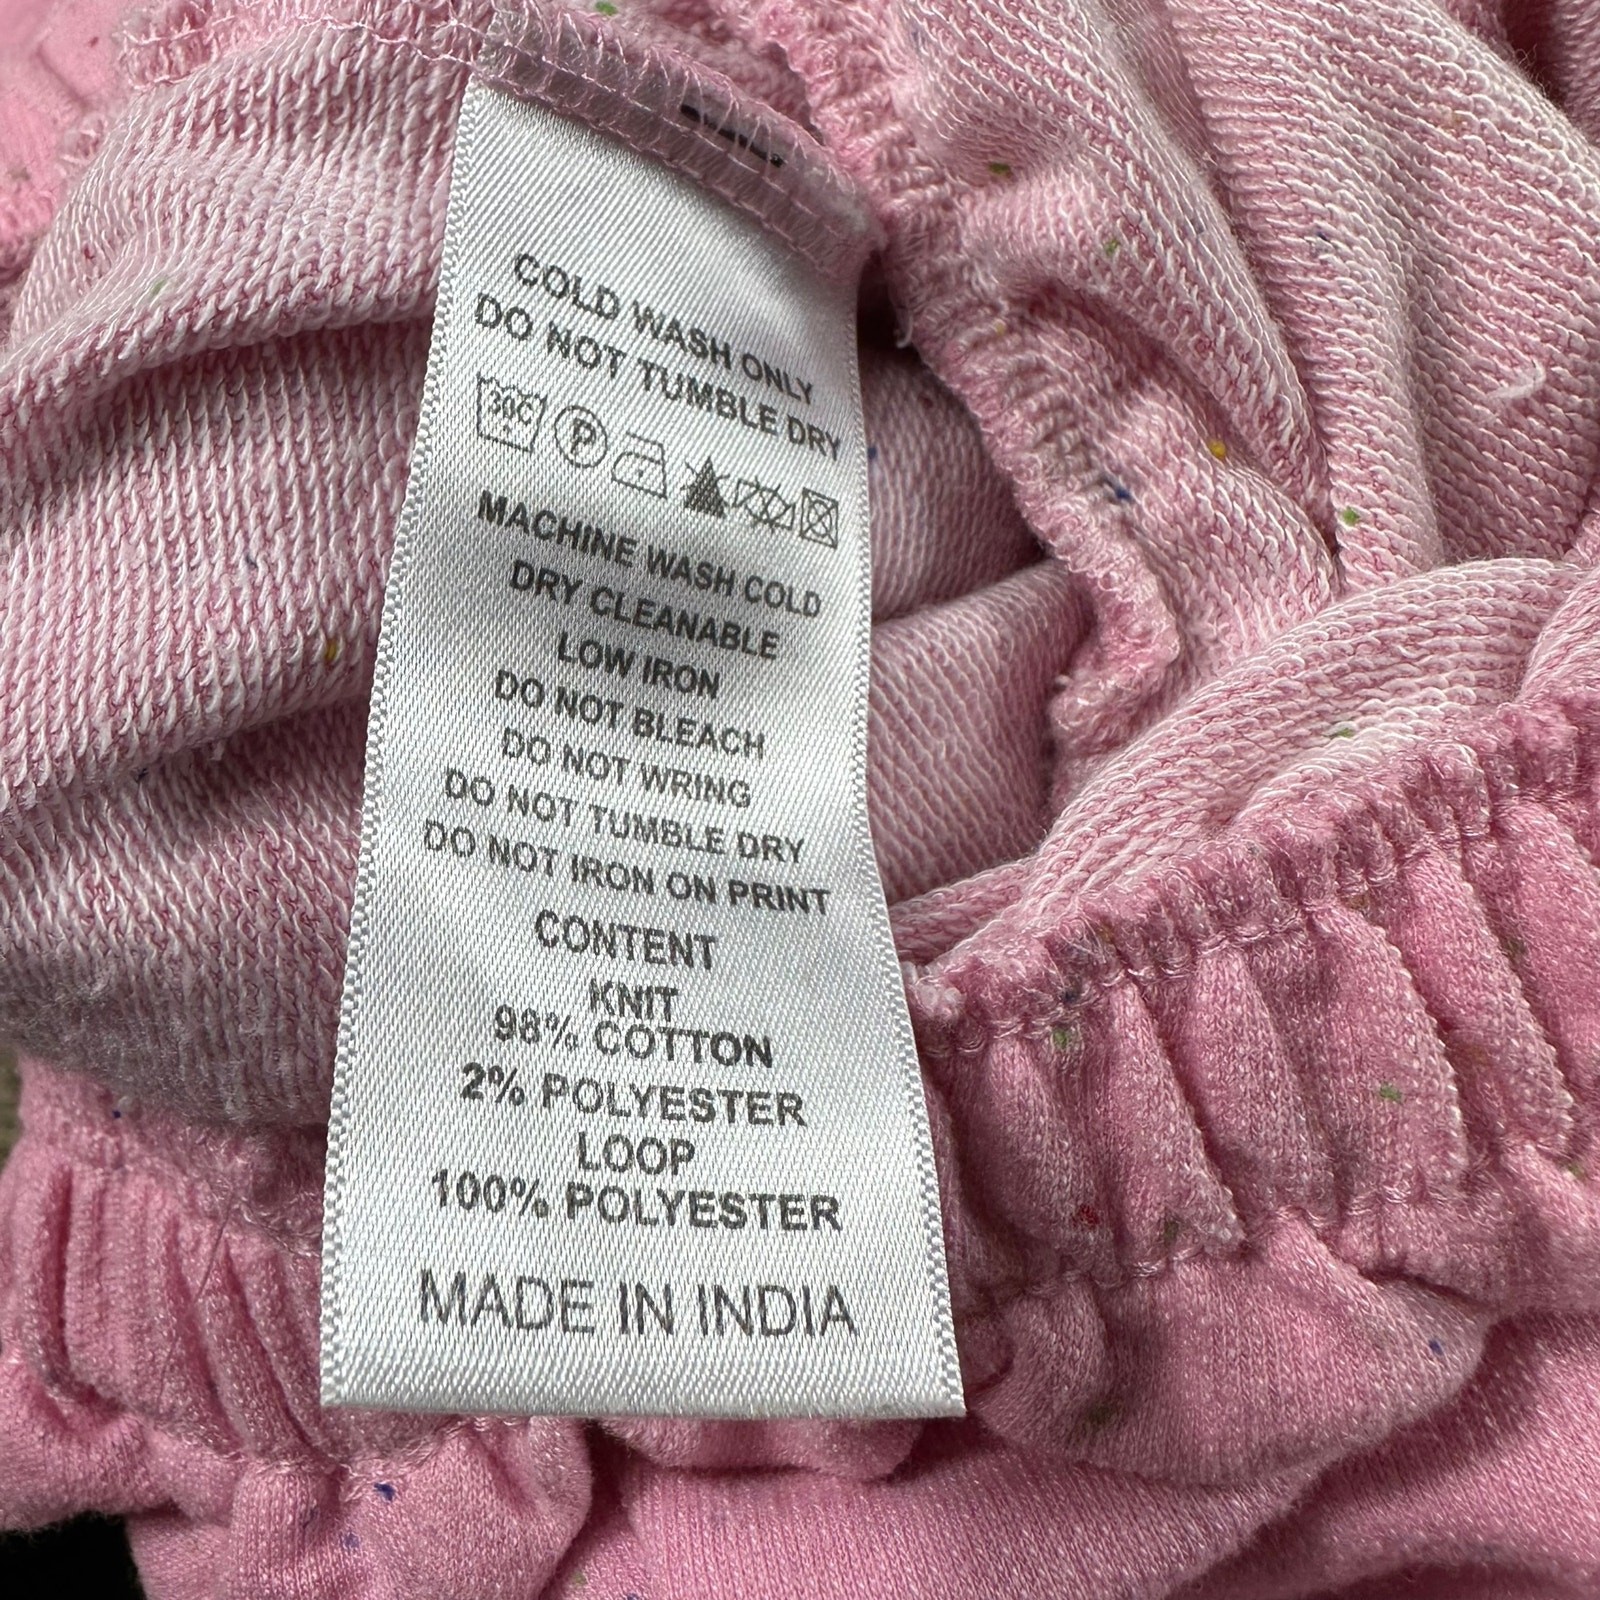 COLD WASH ONLY
DO NOT TUMBLE DRY
30C P
MACHINE WASH COLD
DRY CLEANABLE
LOW IRON
DO NOT BLEACH
DO NOT WRING
DO NOT TUMBLE DRY
DO NOT IRON ON PRINT
CONTENT
KNIT
98% COTTON
2% POLYESTER
LOOP
100% POLYESTER
MADE IN INDIA